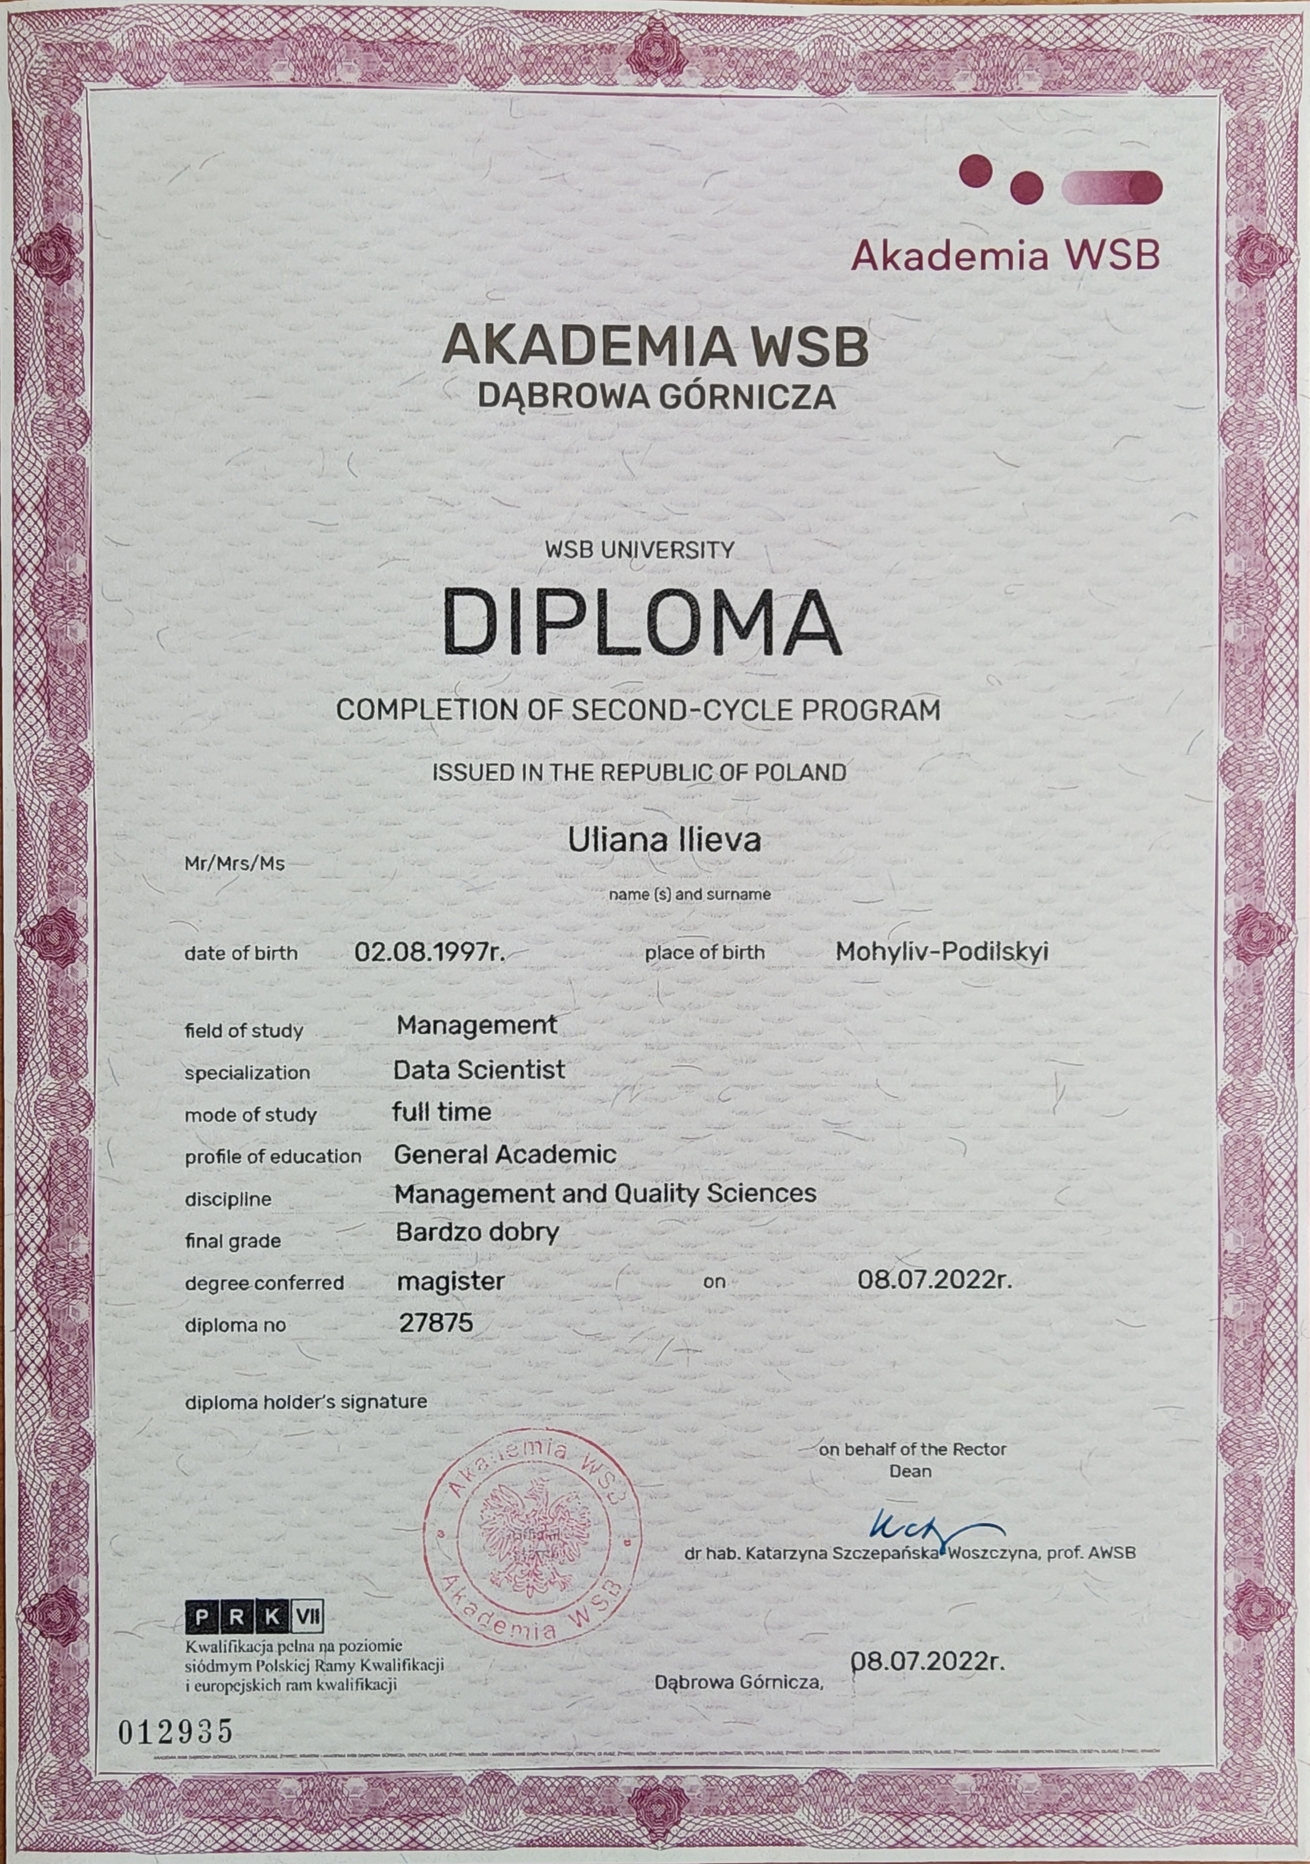 Akademia WSB
AKADEMIA WSB
DĄBROWA GÓRNICZA
WSB UNIVERSITY
DIPLOMA
COMPLETION OF SECOND-CYCLE PROGRAM
ISSUED IN THE REPUBLIC OF POLAND
Mr/Mrs/Ms Uliana Ilieva
name (s) and surname
date of birth 02.08.1997r. place of birth Mohyliv-Podilskyi
field of study Management
specialization Data Scientist
mode of study full time
profile of education General Academic
discipline Management and Quality Sciences
final grade Bardzo dobry
degree conferred magister on 08.07.2022r.
diploma no 27875
diploma holder's signature
Akademia WSB
Akademia WSB
on behalf of the Rector
Dean
dr hab. Katarzyna Szczepańska-Woszczyna, prof. AWSB
P R K VII
Kwalifikacja pełna na poziomie
siódmym Polskiej Ramy Kwalifikacji
i europejskich ram kwalifikacji
Dąbrowa Górnicza, 08.07.2022r.
012935